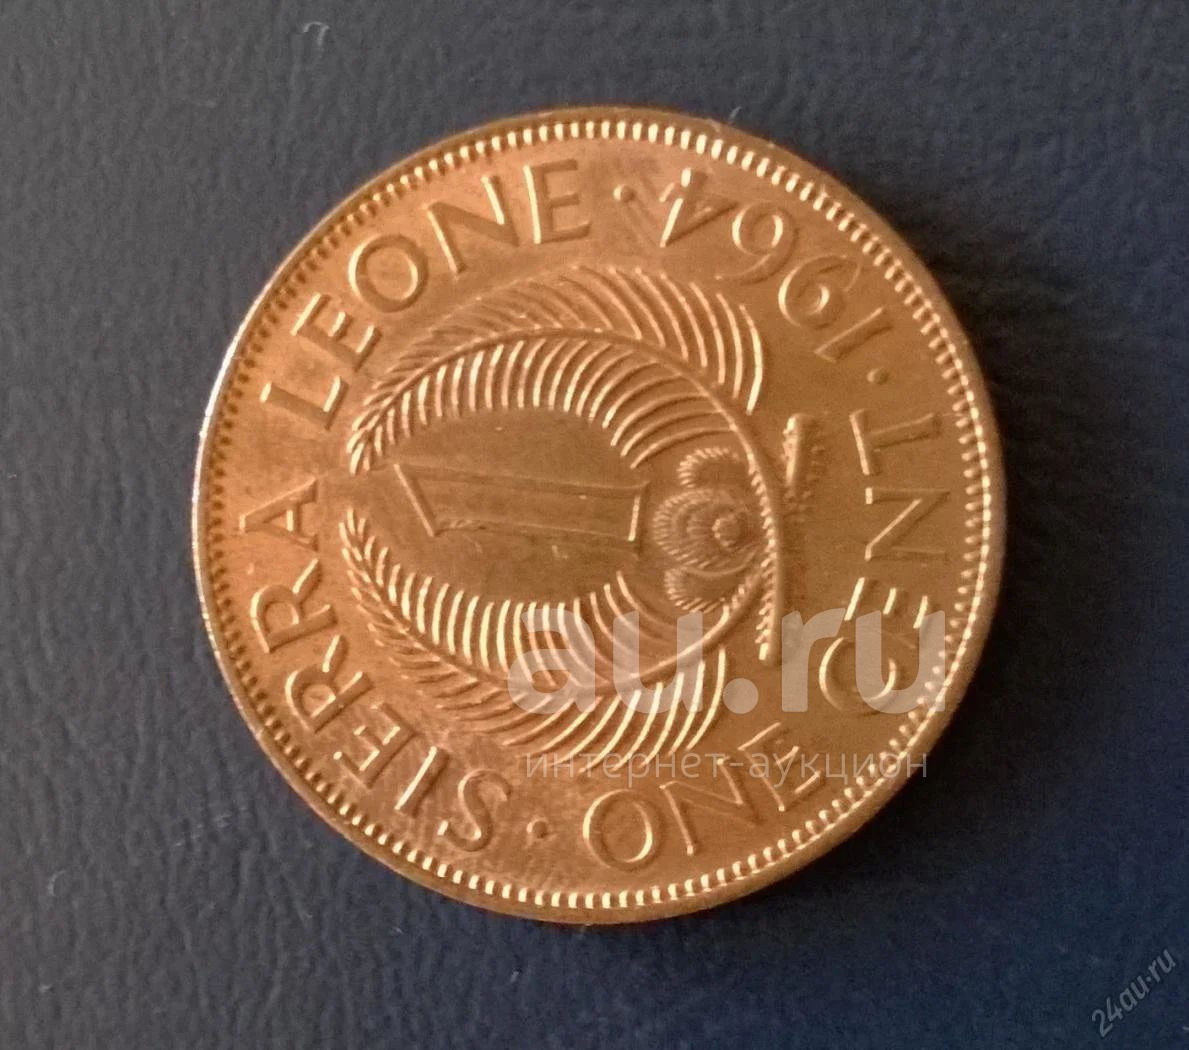 SIERRA LEONE · 1964 · ONE CENT ·
1
au.ru
интернет-аукцион
24au.ru